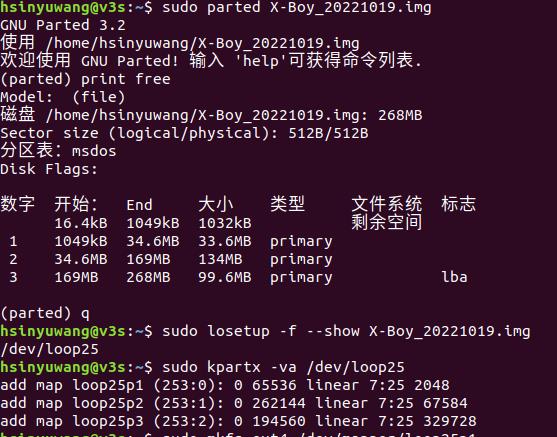 hsinyuwang@v3s:~$ sudo parted X-Boy_20221019.img
GNU Parted 3.2
使用 /home/hsinyuwang/X-Boy_20221019.img
欢迎使用 GNU Parted! 输入 'help'可获得命令列表.
(parted) print free
Model:  (file)
磁盘 /home/hsinyuwang/X-Boy_20221019.img: 268MB
Sector size (logical/physical): 512B/512B
分区表：msdos
Disk Flags:
数字  开始：  End     大小    类型     文件系统  标志
      16.4kB  1049kB  1032kB           剩余空间
 1    1049kB  34.6MB  33.6MB  primary
 2    34.6MB  169MB   134MB   primary
 3    169MB   268MB   99.6MB  primary            lba
(parted) q
hsinyuwang@v3s:~$ sudo losetup -f --show X-Boy_20221019.img
/dev/loop25
hsinyuwang@v3s:~$ sudo kpartx -va /dev/loop25
add map loop25p1 (253:0): 0 65536 linear 7:25 2048
add map loop25p2 (253:1): 0 262144 linear 7:25 67584
add map loop25p3 (253:2): 0 194560 linear 7:25 329728